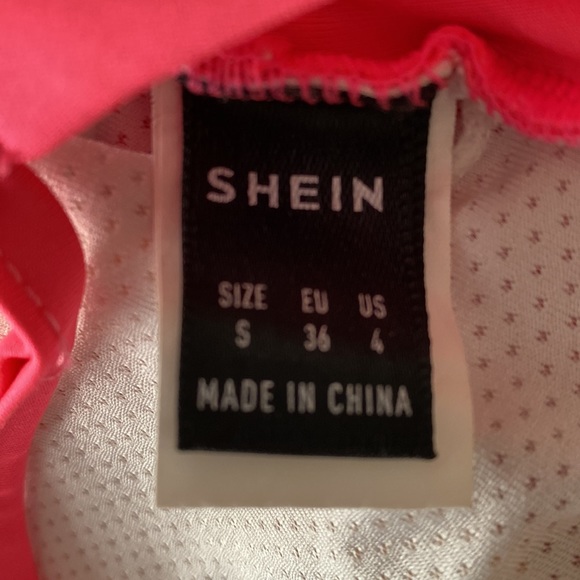 SHEIN
SIZE EU US
S 36 4
MADE IN CHINA